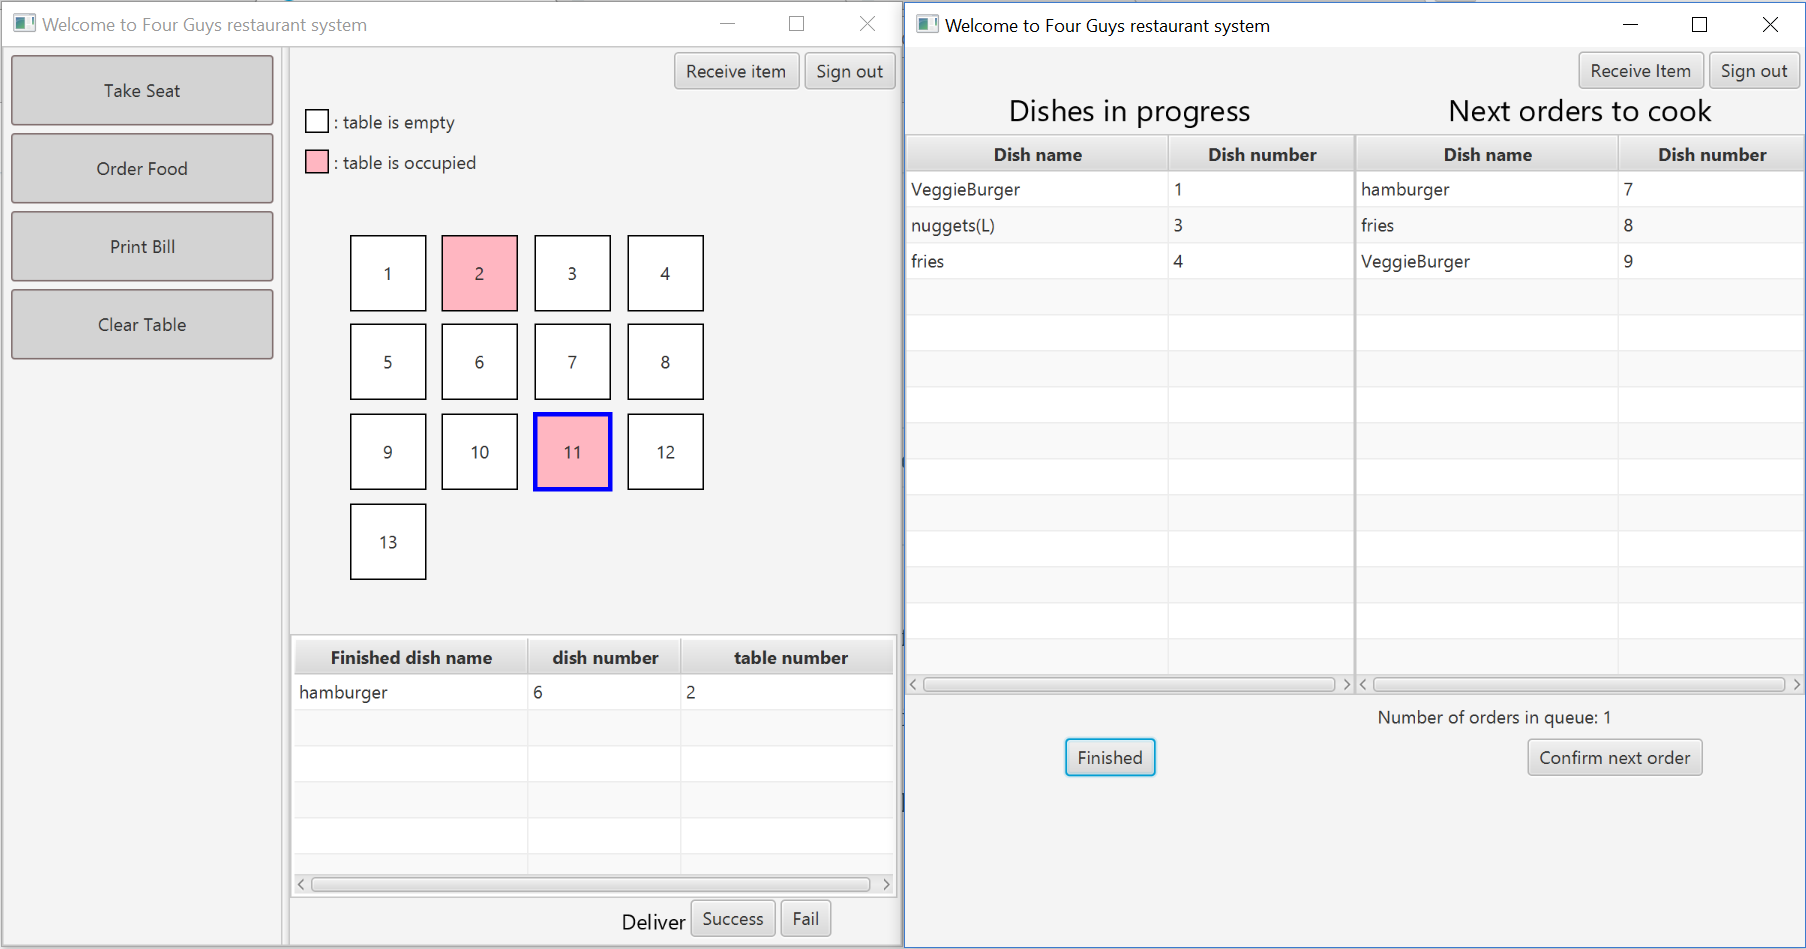 Welcome to Four Guys restaurant system
Take Seat
Order Food
Print Bill
Clear Table
Receive item Sign out
: table is empty
: table is occupied
1 2 3 4
5 6 7 8
9 10 11 12
13
Finished dish name dish number table number
hamburger 6 2
Deliver Success Fail
Welcome to Four Guys restaurant system
Receive Item Sign out
Dishes in progress
Dish name Dish number
VeggieBurger 1
nuggets(L) 3
fries 4
Finished
Next orders to cook
Dish name Dish number
hamburger 7
fries 8
VeggieBurger 9
Number of orders in queue: 1
Confirm next order